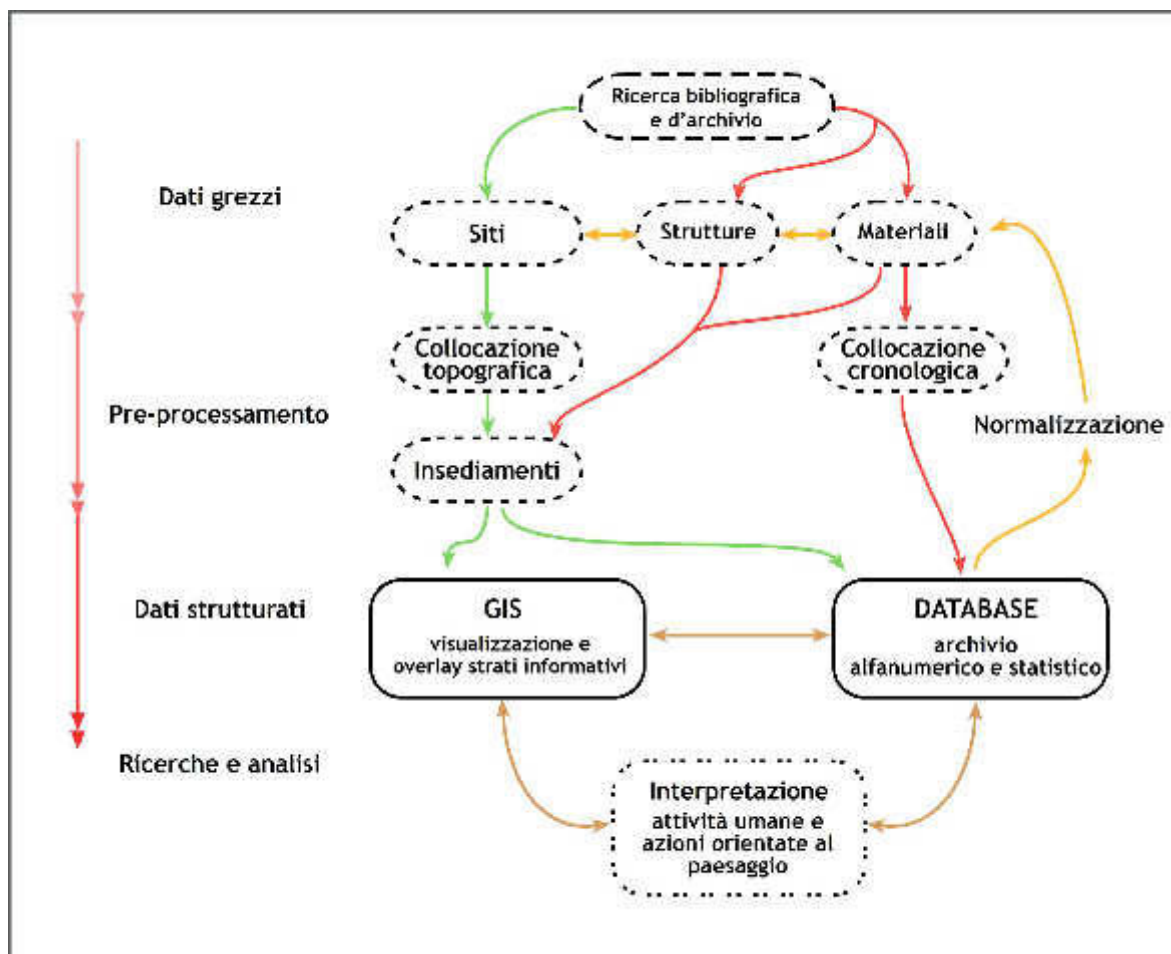 Ricerca bibliografica
e d'archivio
Dati grezzi
Siti
Strutture
Materiali
Collocazione
topografica
Collocazione
cronologica
Pre-processamento
Normalizzazione
Insediamenti
Dati strutturati
GIS
visualizzazione e
overlay strati informativi
DATABASE
archivio
alfanumerico e statistico
Ricerche e analisi
Interpretazione
attività umane e
azioni orientate al
paesaggio